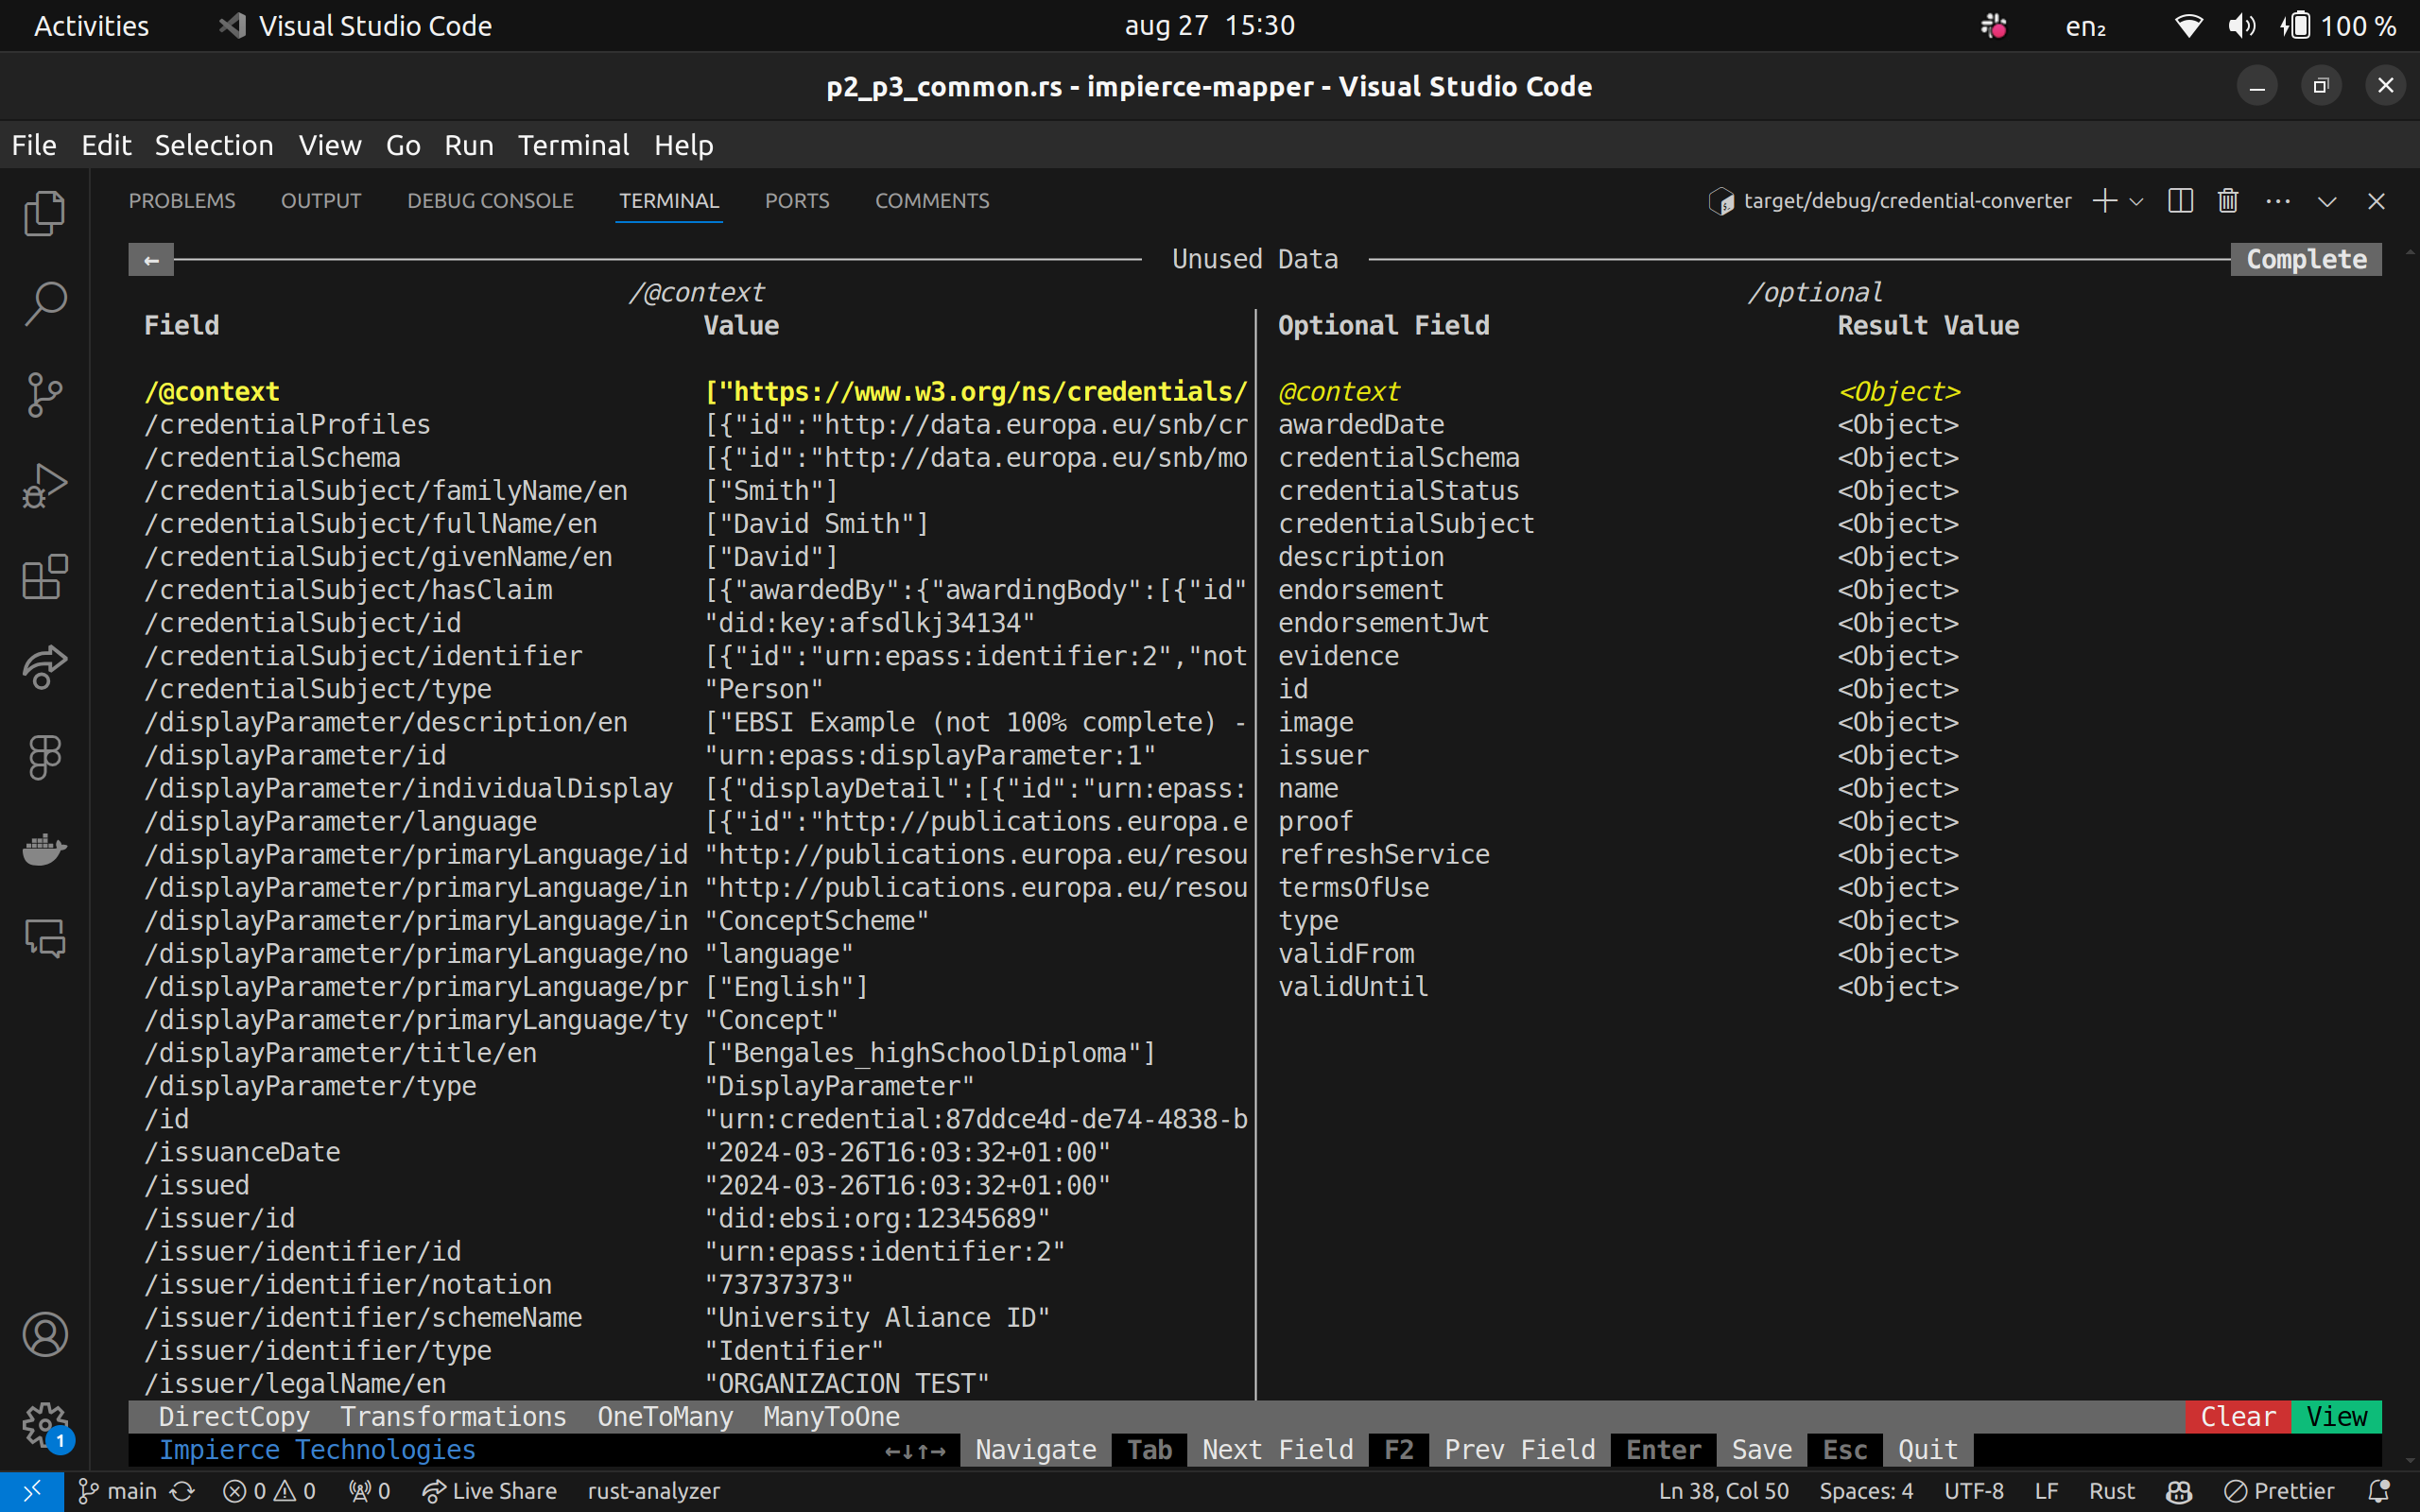 Activities Visual Studio Code aug 27 15:30 en₂ 100 %
p2_p3_common.rs - impierce-mapper - Visual Studio Code
File Edit Selection View Go Run Terminal Help
PROBLEMS OUTPUT DEBUG CONSOLE TERMINAL PORTS COMMENTS target/debug/credential-converter
← Unused Data Complete
/@context /optional
Field Value Optional Field Result Value
/@context ["https://www.w3.org/ns/credentials/ @context <Object>
/credentialProfiles [{"id":"http://data.europa.eu/snb/cr awardedDate <Object>
/credentialSchema [{"id":"http://data.europa.eu/snb/mo credentialSchema <Object>
/credentialSubject/familyName/en ["Smith"] credentialStatus <Object>
/credentialSubject/fullName/en ["David Smith"] credentialSubject <Object>
/credentialSubject/givenName/en ["David"] description <Object>
/credentialSubject/hasClaim [{"awardedBy":{"awardingBody":[{"id" endorsement <Object>
/credentialSubject/id "did:key:afsdlkj34134" endorsementJwt <Object>
/credentialSubject/identifier [{"id":"urn:epass:identifier:2","not evidence <Object>
/credentialSubject/type "Person" id <Object>
/displayParameter/description/en ["EBSI Example (not 100% complete) - image <Object>
/displayParameter/id "urn:epass:displayParameter:1" issuer <Object>
/displayParameter/individualDisplay [{"displayDetail":[{"id":"urn:epass: name <Object>
/displayParameter/language [{"id":"http://publications.europa.e proof <Object>
/displayParameter/primaryLanguage/id "http://publications.europa.eu/resou refreshService <Object>
/displayParameter/primaryLanguage/in "http://publications.europa.eu/resou termsOfUse <Object>
/displayParameter/primaryLanguage/in "ConceptScheme" type <Object>
/displayParameter/primaryLanguage/no "language" validFrom <Object>
/displayParameter/primaryLanguage/pr ["English"] validUntil <Object>
/displayParameter/primaryLanguage/ty "Concept"
/displayParameter/title/en ["Bengales_highSchoolDiploma"]
/displayParameter/type "DisplayParameter"
/id "urn:credential:87ddce4d-de74-4838-b
/issuanceDate "2024-03-26T16:03:32+01:00"
/issued "2024-03-26T16:03:32+01:00"
/issuer/id "did:ebsi:org:12345689"
/issuer/identifier/id "urn:epass:identifier:2"
/issuer/identifier/notation "73737373"
/issuer/identifier/schemeName "University Aliance ID"
/issuer/identifier/type "Identifier"
/issuer/legalName/en "ORGANIZACION TEST"
DirectCopy Transformations OneToMany ManyToOne Clear View
Impierce Technologies ←↓↑→ Navigate Tab Next Field F2 Prev Field Enter Save Esc Quit
1
main 0 0 0 Live Share rust-analyzer Ln 38, Col 50 Spaces: 4 UTF-8 LF Rust Prettier